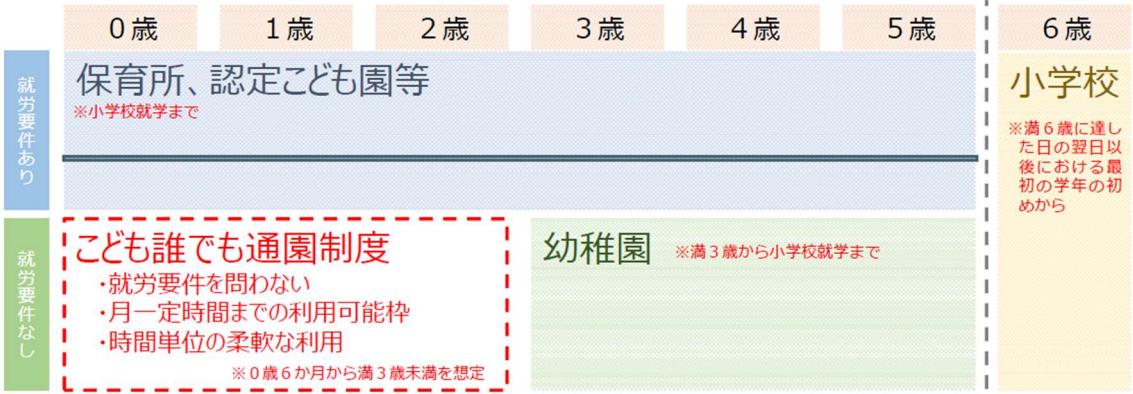 0歳
1歳
2歳
3歳
4歳
5歳
6歳
就労要件あり
保育所、認定こども園等
※小学校就学まで
小学校
※満6歳に達し
た日の翌日以
後における最
初の学年の初
めから
就労要件なし
こども誰でも通園制度
・就労要件を問わない
・月一定時間までの利用可能枠
・時間単位の柔軟な利用
※0歳6か月から満3歳未満を想定
幼稚園
※満3歳から小学校就学まで